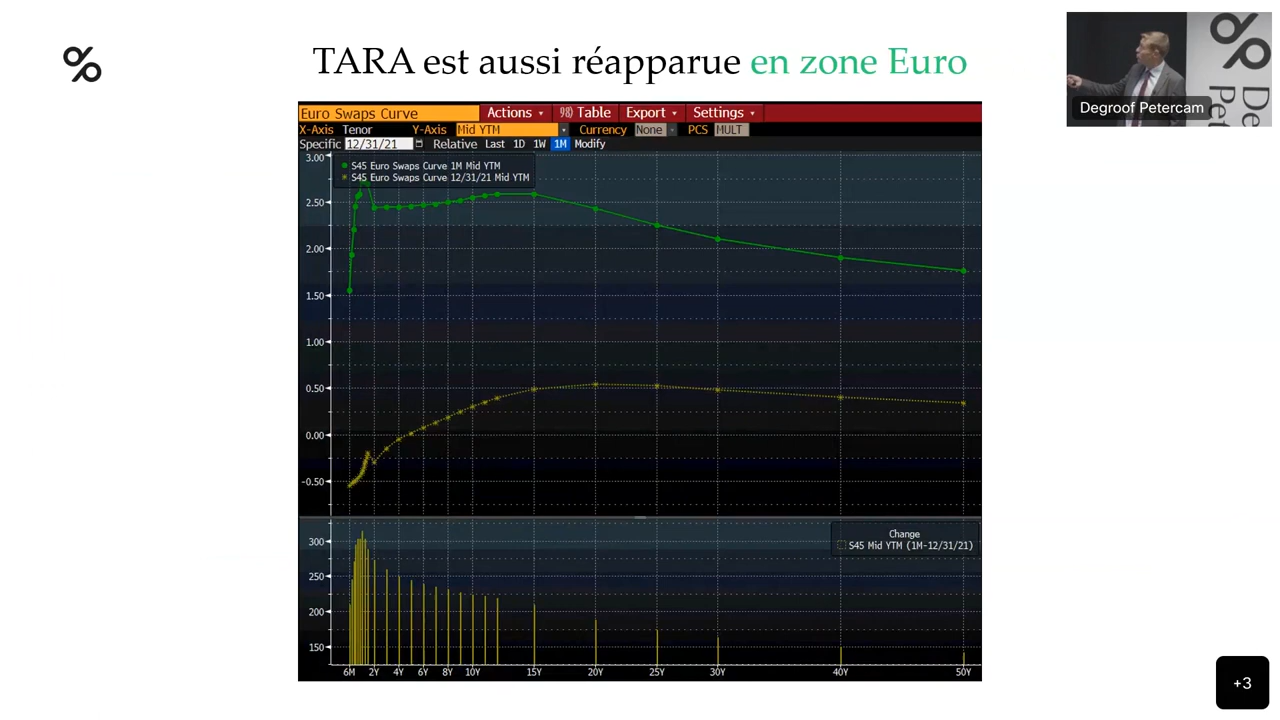 TARA est aussi réapparue en zone Euro
Degroof Petercam
Euro Swaps Curve Actions 98) Table Export Settings
X-Axis Tenor Y-Axis Mid YTM Currency None PCS MULT
Specific 12/31/21 Relative Last 1D 1W 1M Modify
S45 Euro Swaps Curve 1M Mid YTM
S45 Euro Swaps Curve 12/31/21 Mid YTM
3.00
2.50
2.00
1.50
1.00
0.50
0.00
-0.50
Change
S45 Mid YTM (1M-12/31/21)
300
250
200
150
6M 2Y 4Y 6Y 8Y 10Y 15Y 20Y 25Y 30Y 40Y 50Y
De
Pet
+3